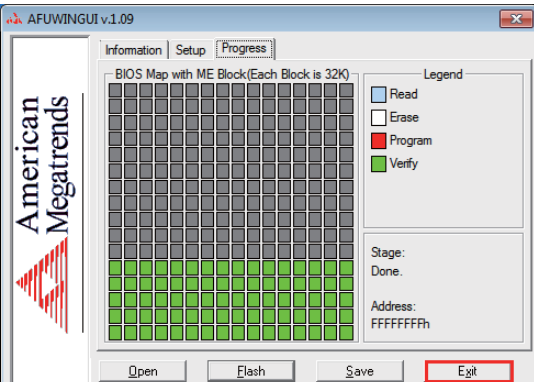 AFUWINGUI v.1.09
American
Megatrends
Information
Setup
Progress
BIOS Map with ME Block(Each Block is 32K)
Legend
Read
Erase
Program
Verify
Stage:
Done.
Address:
FFFFFFFFh
Open
Flash
Save
Exit